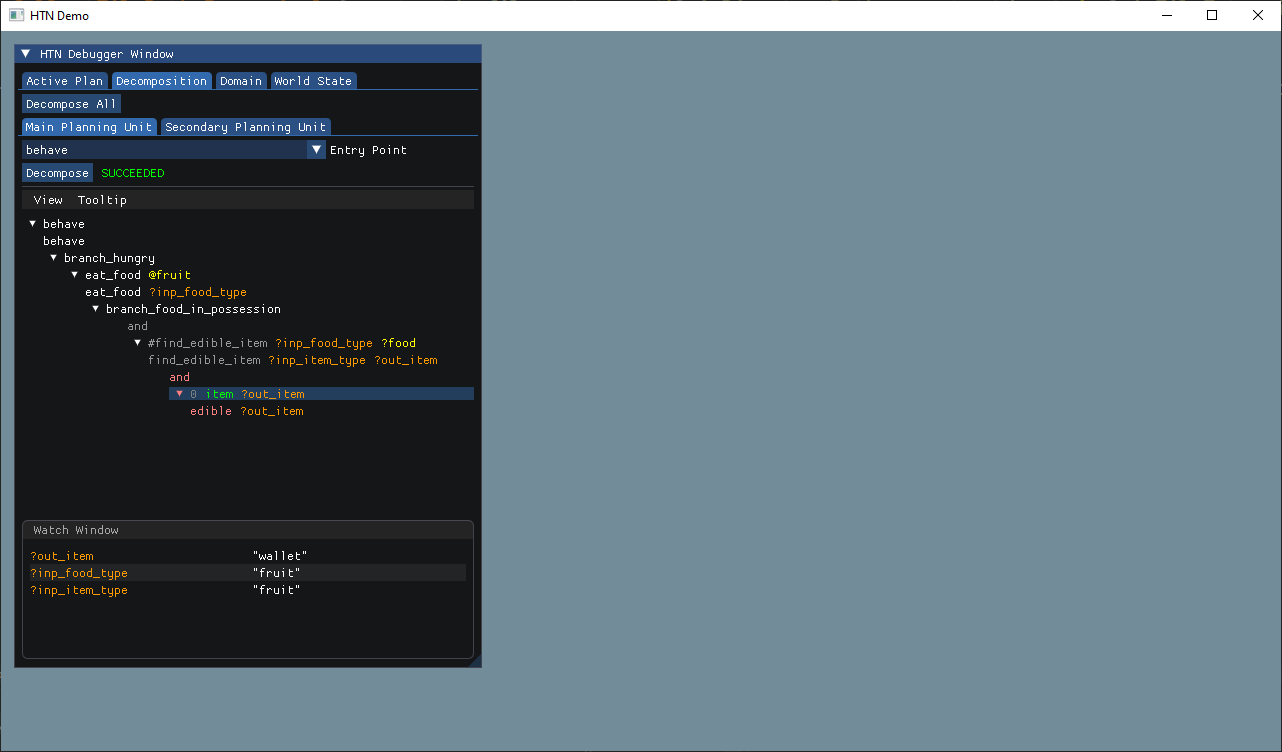 HTN Demo
HTN Debugger Window
Active Plan Decomposition Domain World State
Decompose All
Main Planning Unit Secondary Planning Unit
behave Entry Point
Decompose SUCCEEDED
View Tooltip
behave
behave
branch_hungry
eat_food @fruit
eat_food ?inp_food_type
branch_food_in_possession
and
#find_edible_item ?inp_food_type ?food
find_edible_item ?inp_item_type ?out_item
and
0 item ?out_item
edible ?out_item
Watch Window
?out_item "wallet"
?inp_food_type "fruit"
?inp_item_type "fruit"